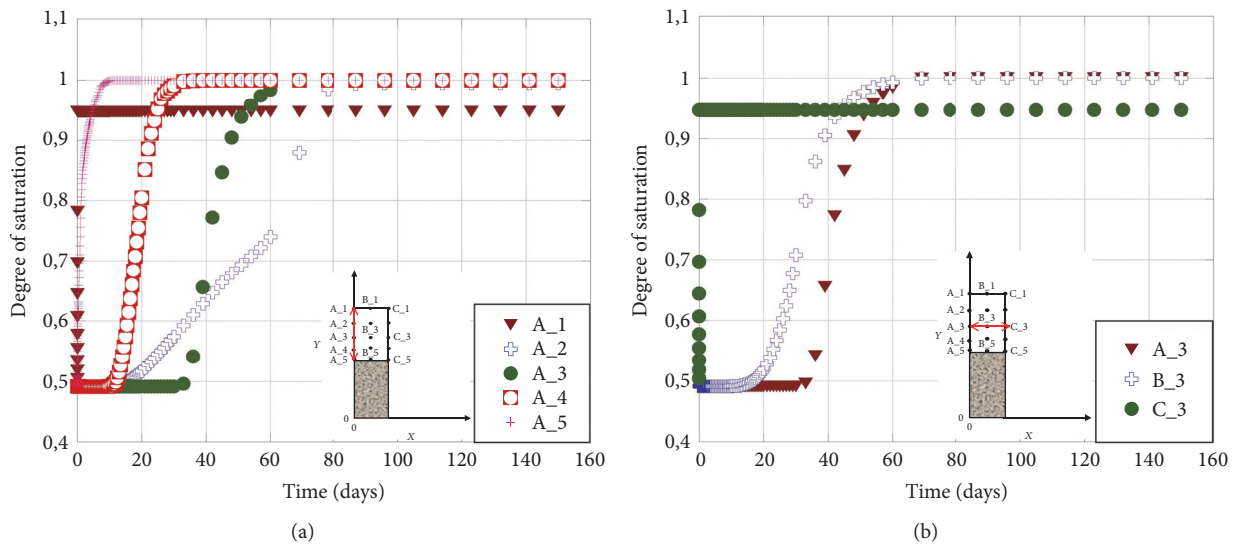 1,1
1
0,9
0,8
0,7
0,6
0,5
0,4
Degree of saturation
0 20 40 60 80 100 120 140 160
Time (days)
A_1 B_1 C_1
A_2
A_3 B_3 C_3
Y
A_4
A_5 B_5 C_5
0
X
A_1
A_2
A_3
A_4
A_5
(a)
1,1
1
0,9
0,8
0,7
0,6
0,5
0,4
Degree of saturation
0 20 40 60 80 100 120 140 160
Time (days)
A_1 B_1 C_1
A_2
A_3 B_3 C_3
Y
A_4
A_5 B_5 C_5
0
X
A_3
B_3
C_3
(b)